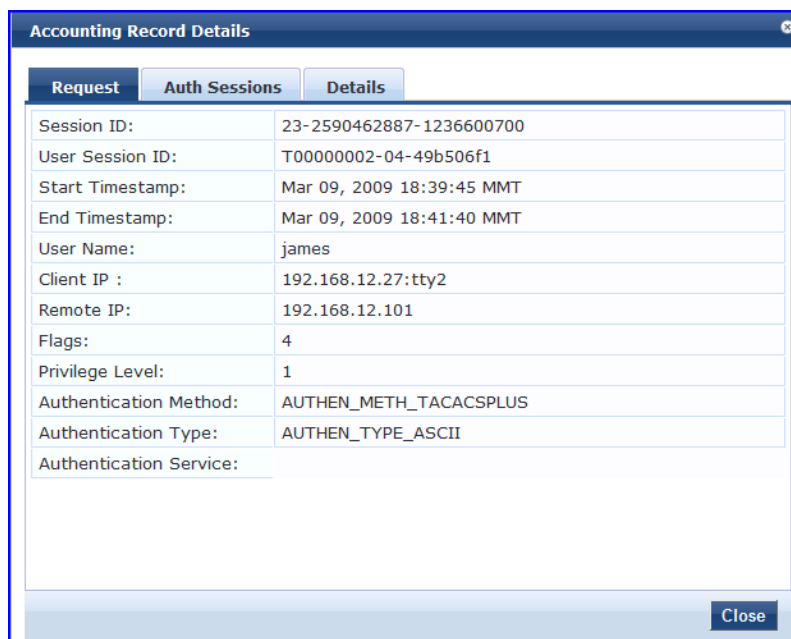 Accounting Record Details
Request Auth Sessions Details
Session ID: 23-2590462887-1236600700
User Session ID: T00000002-04-49b506f1
Start Timestamp: Mar 09, 2009 18:39:45 MMT
End Timestamp: Mar 09, 2009 18:41:40 MMT
User Name: james
Client IP : 192.168.12.27:tty2
Remote IP: 192.168.12.101
Flags: 4
Privilege Level: 1
Authentication Method: AUTHEN_METH_TACACSPLUS
Authentication Type: AUTHEN_TYPE_ASCII
Authentication Service:
Close